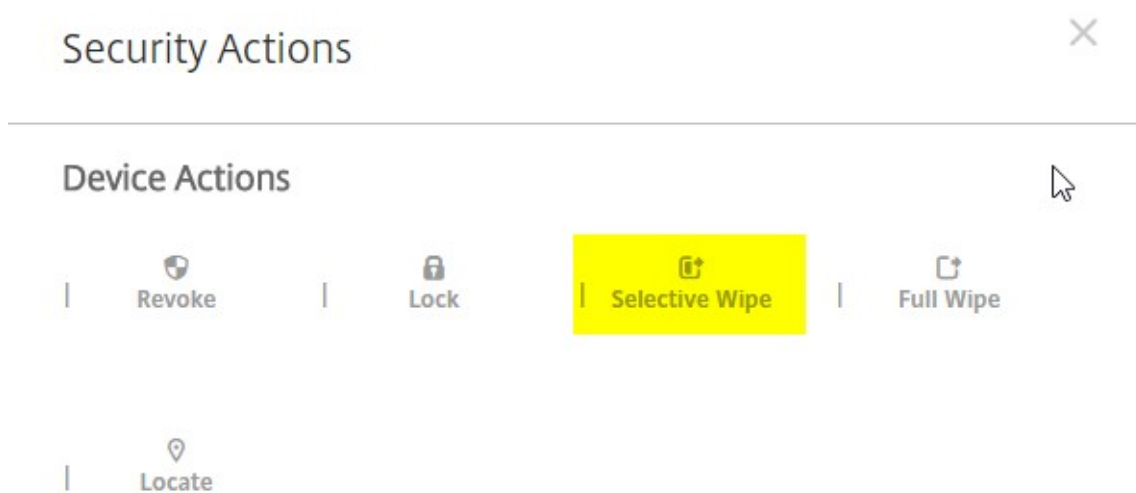 Security Actions
Device Actions
Revoke
Lock
Selective Wipe
Full Wipe
Locate